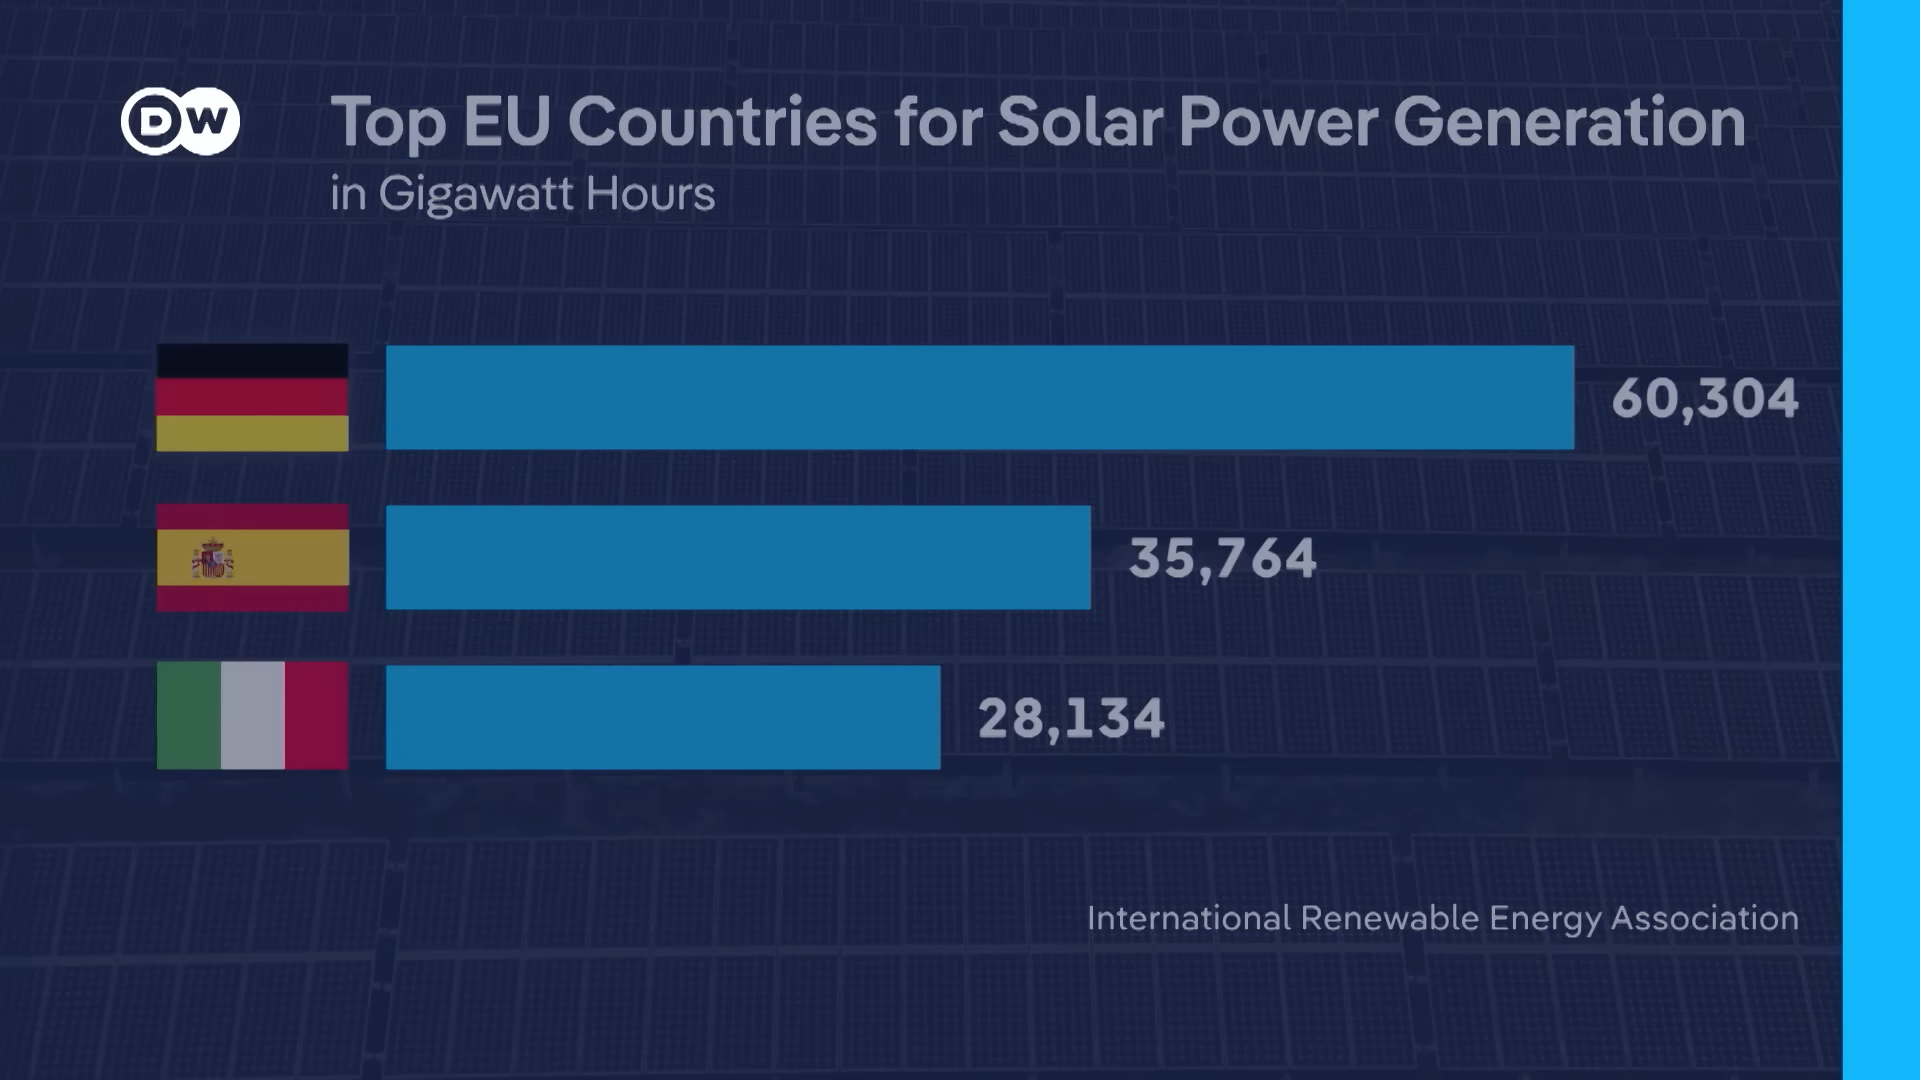 DW
Top EU Countries for Solar Power Generation
in Gigawatt Hours
60,304
35,764
28,134
International Renewable Energy Association